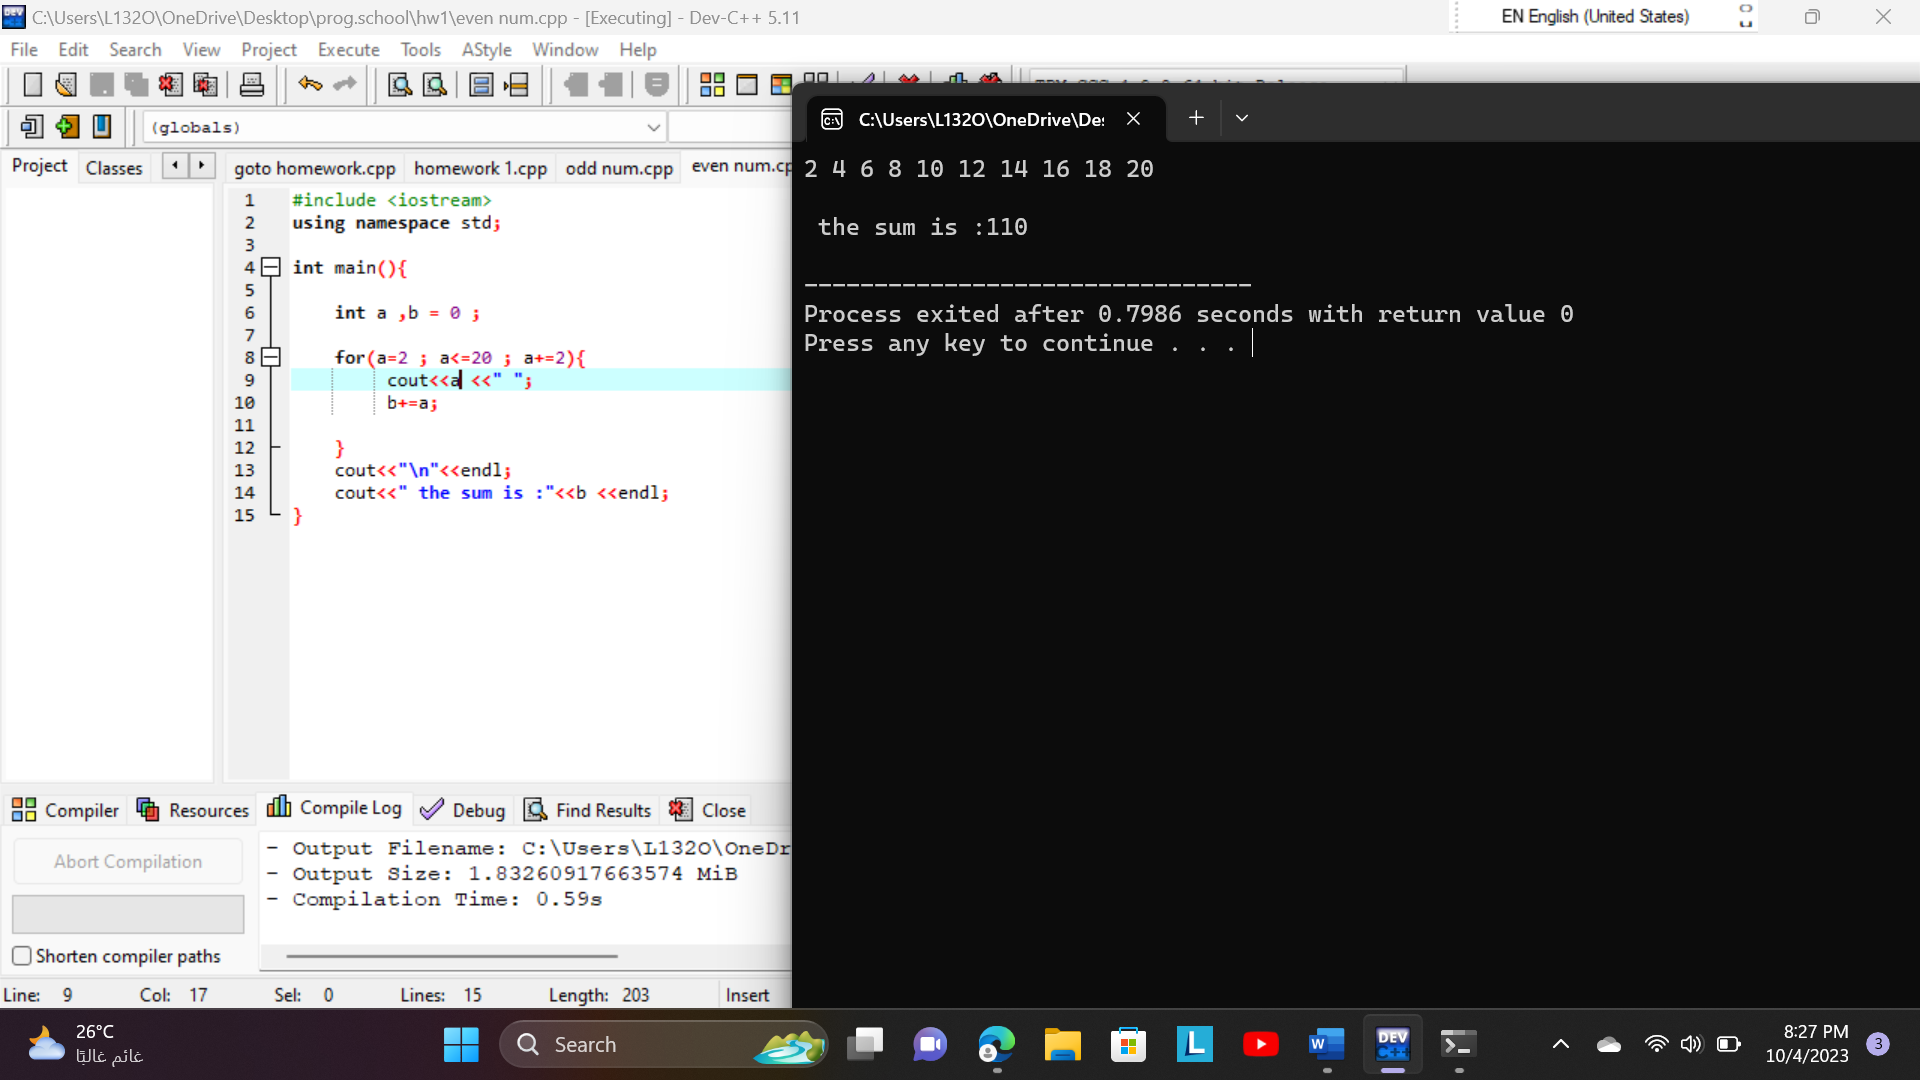 C:\Users\L132O\OneDrive\Desktop\prog.school\hw1\even num.cpp - [Executing] - Dev-C++ 5.11
EN English (United States)
File Edit Search View Project Execute Tools AStyle Window Help
(globals)
C:\Users\L132O\OneDrive\De
Project Classes
goto homework.cpp homework 1.cpp odd num.cpp even num.cp
1 #include <iostream>
2 using namespace std;
3
4 int main(){
5
6 int a ,b = 0 ;
7
8 for(a=2 ; a<=20 ; a+=2){
9 cout<<a <<" ";
10 b+=a;
11
12 }
13 cout<<"\n"<<endl;
14 cout<<" the sum is :"<<b <<endl;
15 }
2 4 6 8 10 12 14 16 18 20
the sum is :110
--------------------------------
Process exited after 0.7986 seconds with return value 0
Press any key to continue . . .
Compiler Resources Compile Log Debug Find Results Close
Abort Compilation
Shorten compiler paths
- Output Filename: C:\Users\L132O\OneDr
- Output Size: 1.83260917663574 MiB
- Compilation Time: 0.59s
Line: 9 Col: 17 Sel: 0 Lines: 15 Length: 203 Insert
26°C
غائم غالبًا
Search
L
W
DEV
C++
8:27 PM
10/4/2023
3